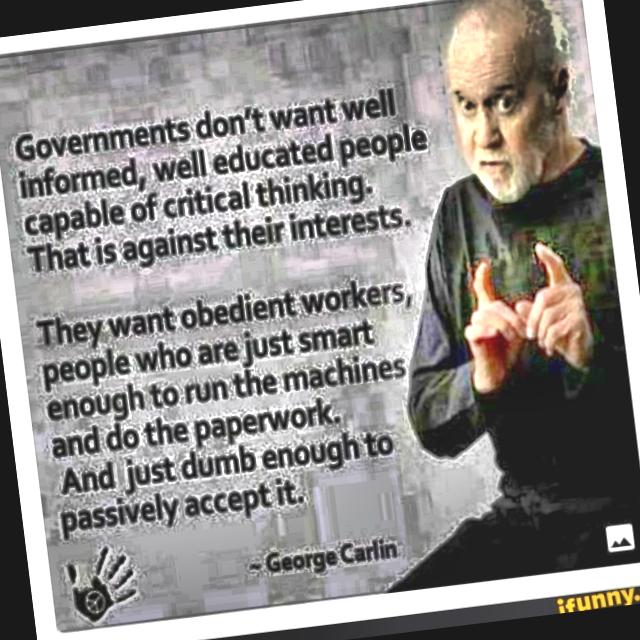 Governments don't want well
informed, well educated people
capable of critical thinking.
That is against their interests.
They want obedient workers,
people who are just smart
enough to run the machines
and do the paperwork.
And just dumb enough to
passively accept it.
~ George Carlin
ifunny.